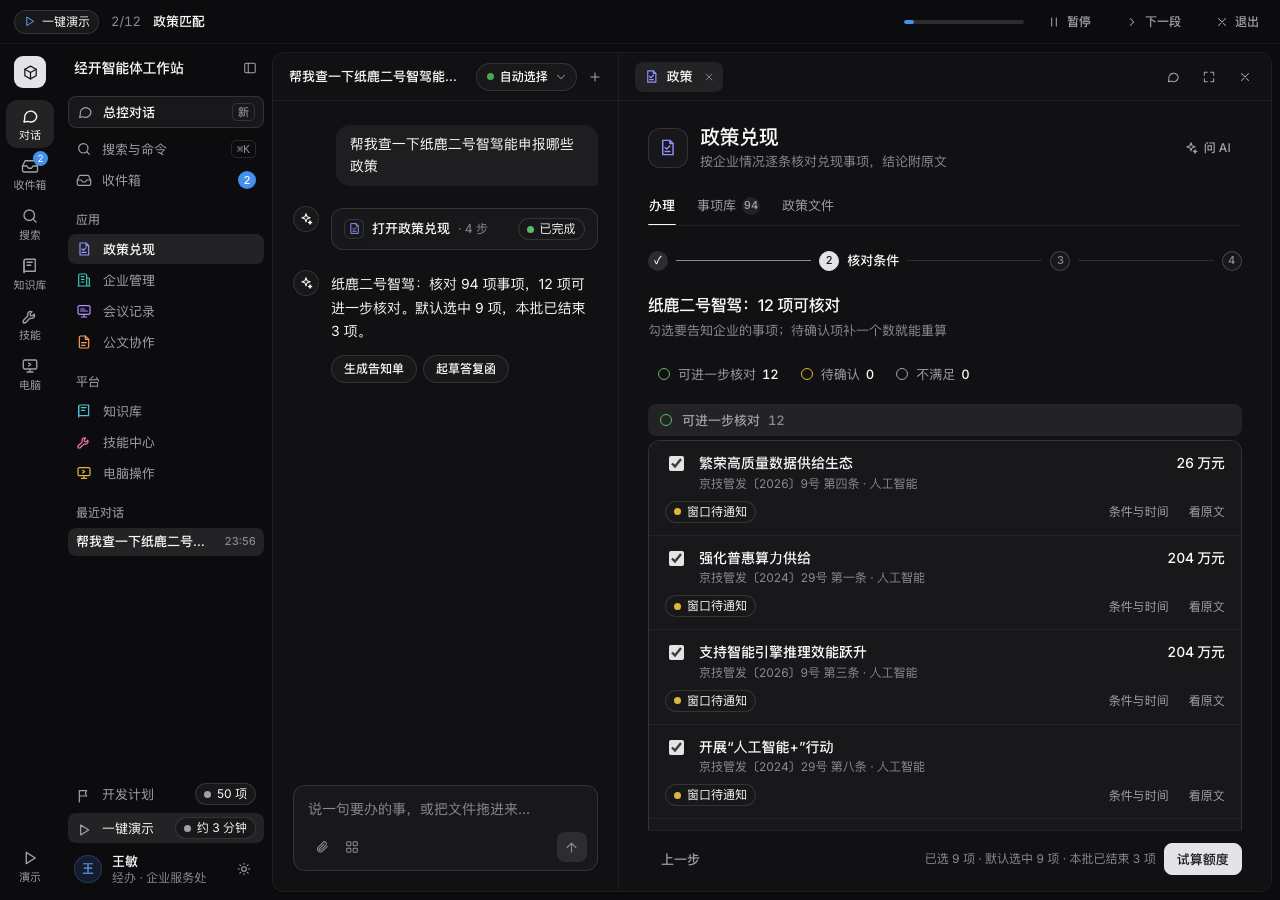 一键演示
2/12 政策匹配
暂停
下一段
退出
对话
2
收件箱
搜索
知识库
技能
电脑
演示
经开智能体工作站
总控对话 新
搜索与命令 ⌘K
收件箱 2
应用
政策兑现
企业管理
会议记录
公文协作
平台
知识库
技能中心
电脑操作
最近对话
帮我查一下纸鹿二号... 23:56
开发计划 50 项
一键演示 约 3 分钟
王
王敏
经办 · 企业服务处
帮我查一下纸鹿二号智驾能...
自动选择
帮我查一下纸鹿二号智驾能申报哪些
政策
打开政策兑现 · 4 步 已完成
纸鹿二号智驾：核对 94 项事项，12 项可
进一步核对。默认选中 9 项，本批已结束
3 项。
生成告知单
起草答复函
说一句要办的事，或把文件拖进来...
政策
政策兑现
按企业情况逐条核对兑现事项，结论附原文
问 AI
办理
事项库 94
政策文件
2 核对条件 3 4
纸鹿二号智驾：12 项可核对
勾选要告知企业的事项；待确认项补一个数就能重算
可进一步核对 12 待确认 0 不满足 0
可进一步核对 12
繁荣高质量数据供给生态 26 万元
京技管发〔2026〕9号 第四条 · 人工智能
窗口待通知 条件与时间 看原文
强化普惠算力供给 204 万元
京技管发〔2024〕29号 第一条 · 人工智能
窗口待通知 条件与时间 看原文
支持智能引擎推理效能跃升 204 万元
京技管发〔2026〕9号 第三条 · 人工智能
窗口待通知 条件与时间 看原文
开展“人工智能+”行动
京技管发〔2024〕29号 第八条 · 人工智能
窗口待通知 条件与时间 看原文
上一步
已选 9 项 · 默认选中 9 项 · 本批已结束 3 项
试算额度